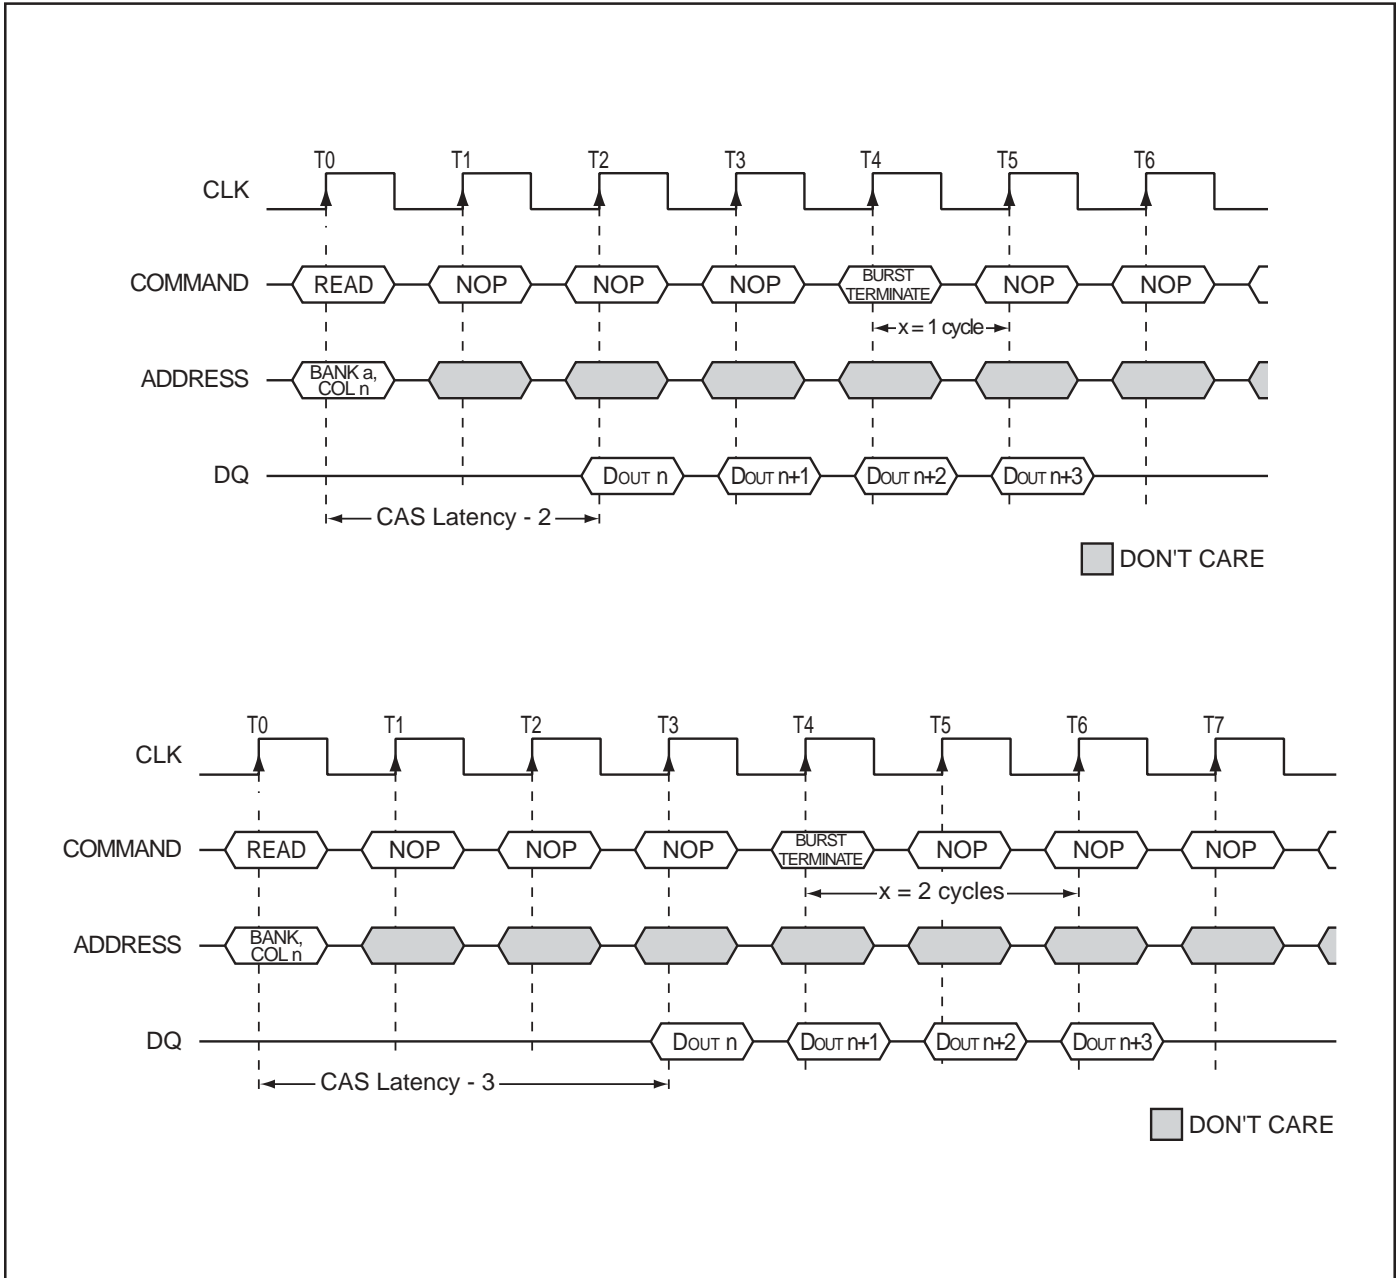 T0 T1 T2 T3 T4 T5 T6
CLK
COMMAND READ NOP NOP NOP BURST TERMINATE NOP NOP
x = 1 cycle
ADDRESS BANK a, COL n
DQ DOUT n DOUT n+1 DOUT n+2 DOUT n+3
CAS Latency - 2
DON'T CARE
T0 T1 T2 T3 T4 T5 T6 T7
CLK
COMMAND READ NOP NOP NOP BURST TERMINATE NOP NOP NOP
x = 2 cycles
ADDRESS BANK, COL n
DQ DOUT n DOUT n+1 DOUT n+2 DOUT n+3
CAS Latency - 3
DON'T CARE